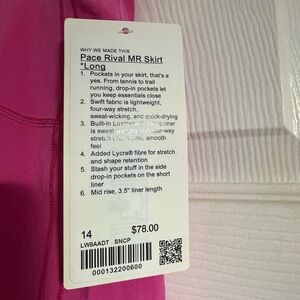 WHY WE MADE THIS
Pace Rival MR Skirt
*Long
1. Pockets in your skirt, that's a
yes. From tennis to trail
running, drop-in pockets let
you keep essentials close
2. Swift fabric is lightweight,
four-way stretch,
sweat-wicking, and quick-drying
3. Built-in liner
is sweat four-way
stretch smooth
feel
4. Added Lycra® fibre for stretch
and shape retention
5. Stash your stuff in the side
drop-in pockets on the short
liner
6. Mid rise, 3.5" liner length
14 $78.00
LW8AADT SNCP
000132200600